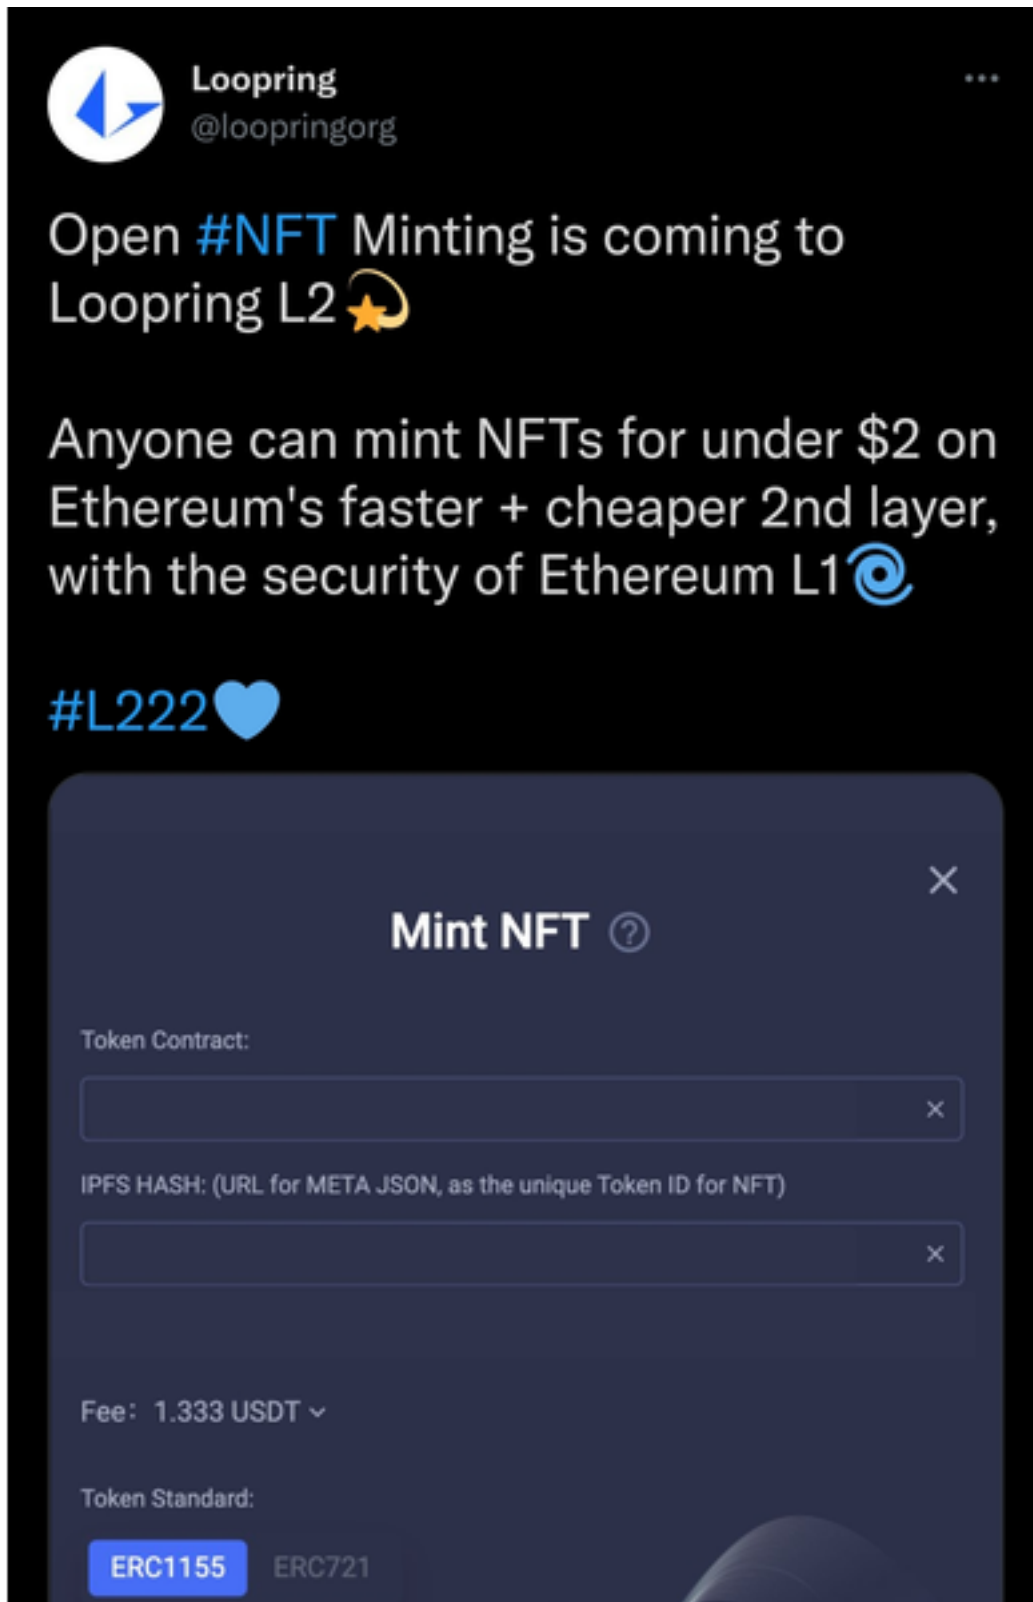 Loopring
@loopringorg
Open #NFT Minting is coming to
Loopring L2💫
Anyone can mint NFTs for under $2 on
Ethereum's faster + cheaper 2nd layer,
with the security of Ethereum L1🌀
#L222💙
Mint NFT ?
Token Contract:
IPFS HASH: (URL for META JSON, as the unique Token ID for NFT)
Fee: 1.333 USDT
Token Standard:
ERC1155 ERC721